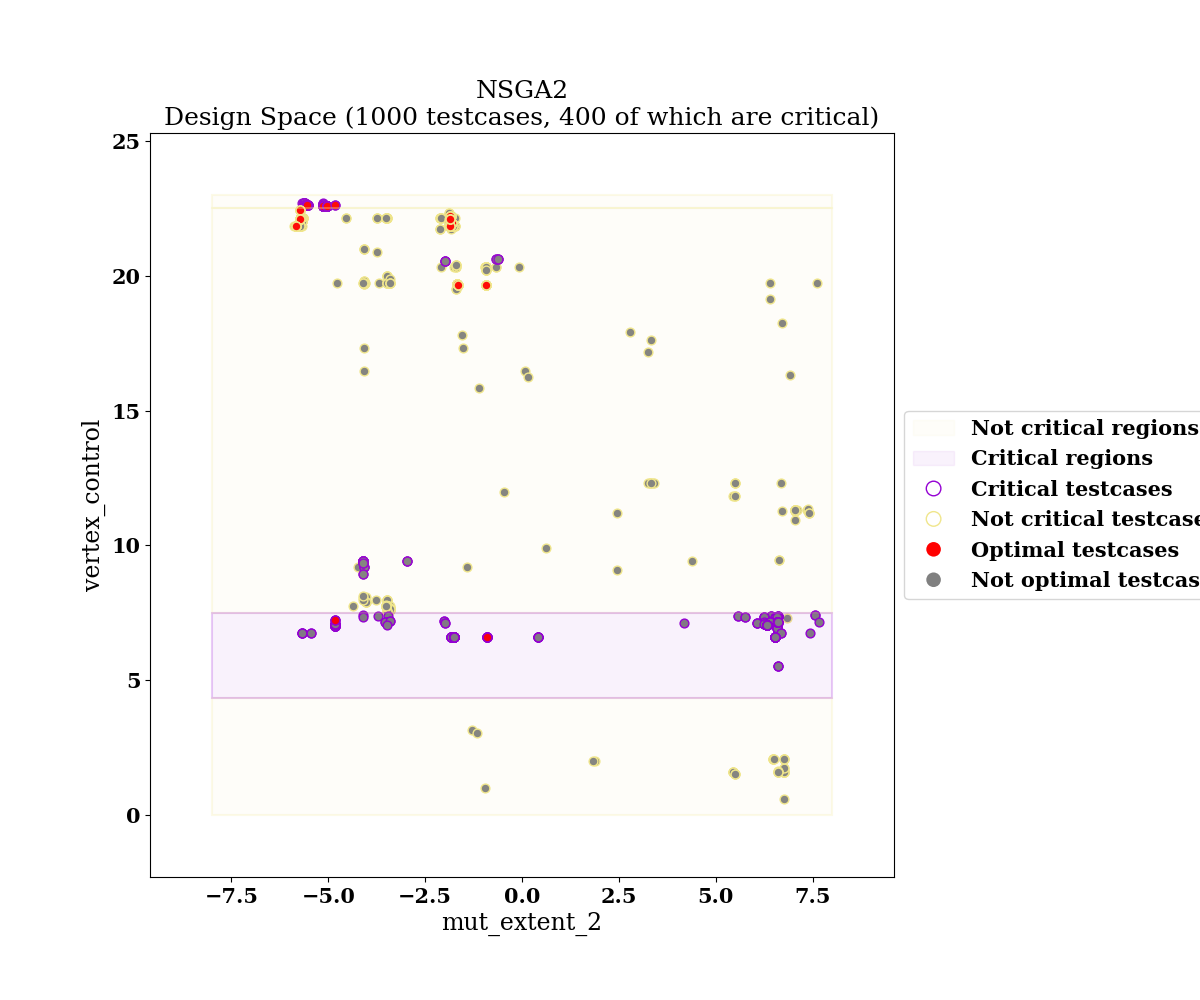 NSGA2
Design Space (1000 testcases, 400 of which are critical)
25
20
15
10
5
0
vertex_control
−7.5 −5.0 −2.5 0.0 2.5 5.0 7.5
mut_extent_2
Not critical regions
Critical regions
Critical testcases
Not critical testcase
Optimal testcases
Not optimal testcas